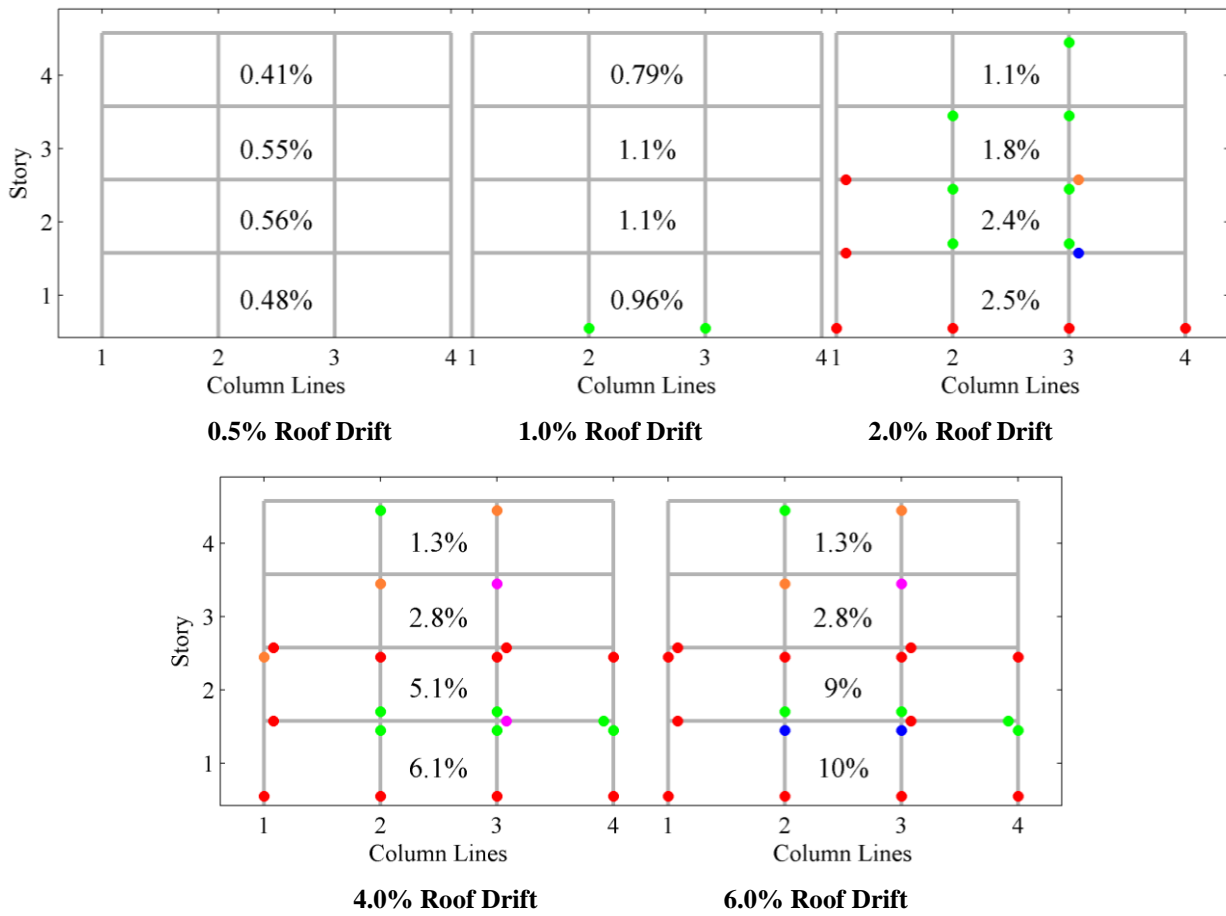 4 0.41% 0.79% 1.1%
3 0.55% 1.1% 1.8%
Story
2 0.56% 1.1% 2.4%
1 0.48% 0.96% 2.5%
1 2 3 4 1 2 3 4 1 2 3 4
Column Lines Column Lines Column Lines
0.5% Roof Drift 1.0% Roof Drift 2.0% Roof Drift
4 1.3% 1.3%
3 2.8% 2.8%
Story
2 5.1% 9%
1 6.1% 10%
1 2 3 4 1 2 3 4
Column Lines Column Lines
4.0% Roof Drift 6.0% Roof Drift